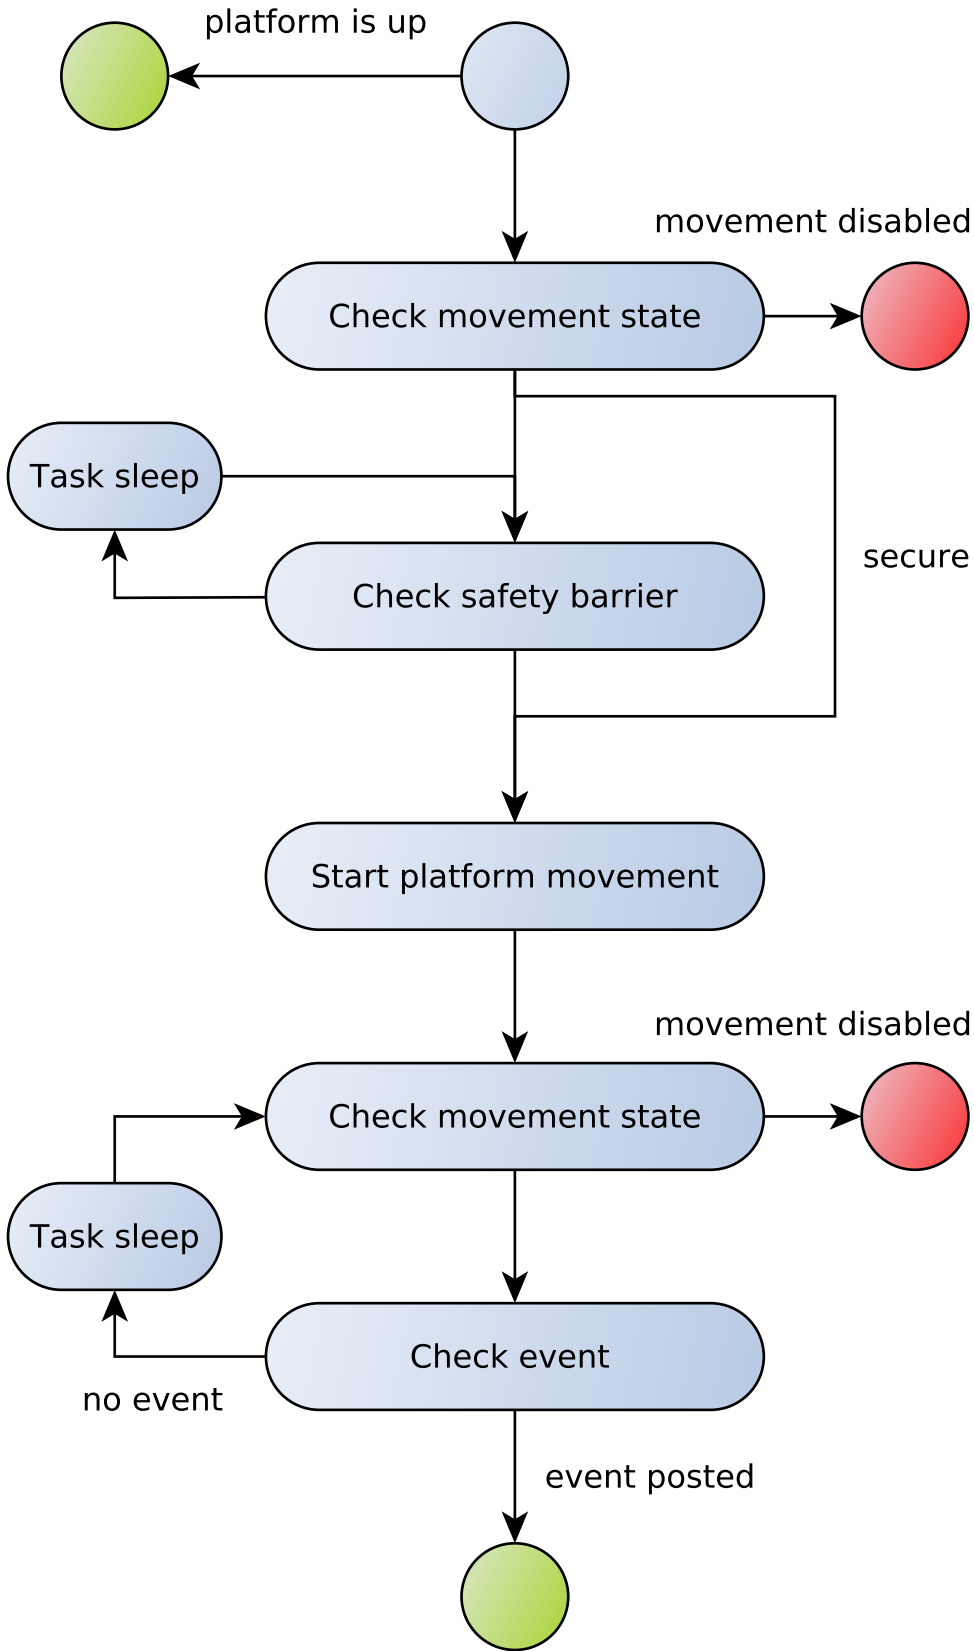 platform is up
movement disabled
Check movement state
Task sleep
secure
Check safety barrier
Start platform movement
movement disabled
Check movement state
Task sleep
Check event
no event
event posted